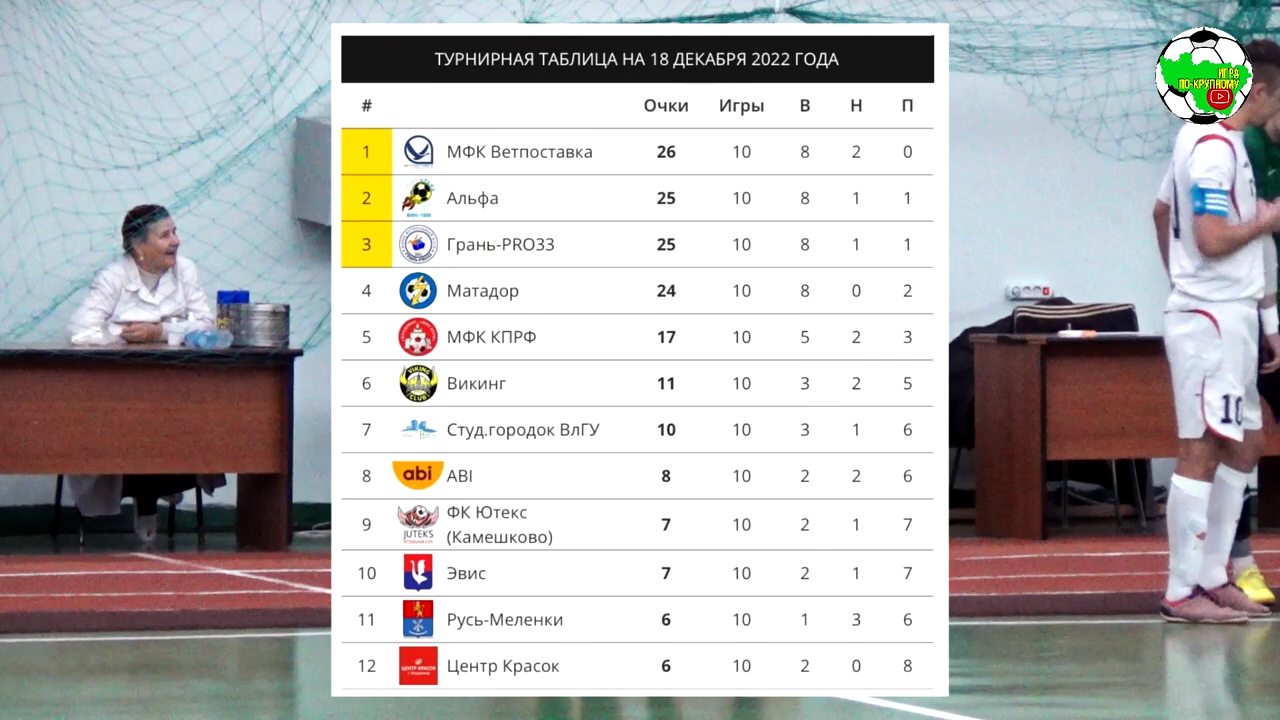 ТУРНИРНАЯ ТАБЛИЦА НА 18 ДЕКАБРЯ 2022 ГОДА
# Очки Игры В Н П
1 МФК Ветпоставка 26 10 8 2 0
2 Альфа 25 10 8 1 1
3 Грань-PRO33 25 10 8 1 1
4 Матадор 24 10 8 0 2
5 МФК КПРФ 17 10 5 2 3
6 VIKING CLUB Викинг 11 10 3 2 5
7 Студ.городок ВлГУ 10 10 3 1 6
8 abi ABI 8 10 2 2 6
9 JUTEKS ФК Ютекс
(Камешково) 7 10 2 1 7
10 Эвис 7 10 2 1 7
11 Русь-Меленки 6 10 1 3 6
12 ЦЕНТР КРАСОК Центр Красок 6 10 2 0 8
ИГРА
ПО-КРУПНОМУ
10